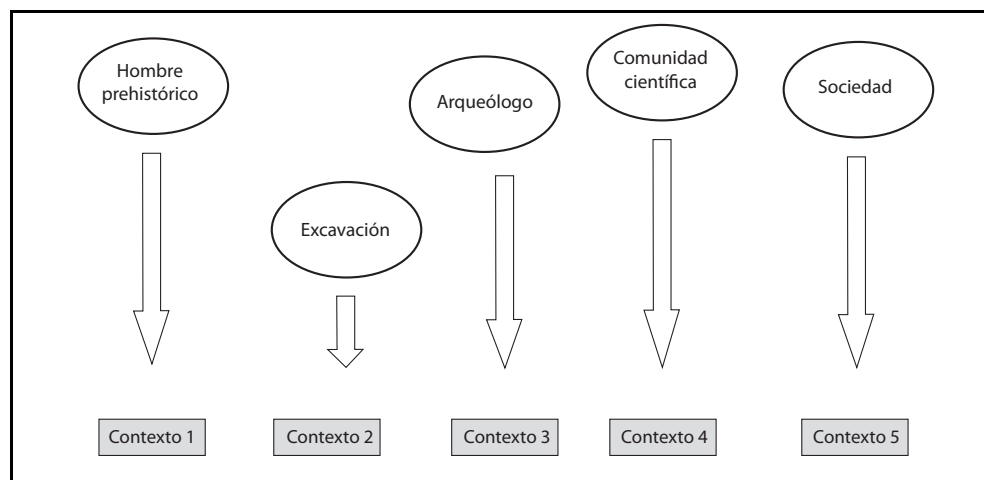 Hombre
prehistórico
Excavación
Arqueólogo
Comunidad
científica
Sociedad
Contexto 1
Contexto 2
Contexto 3
Contexto 4
Contexto 5